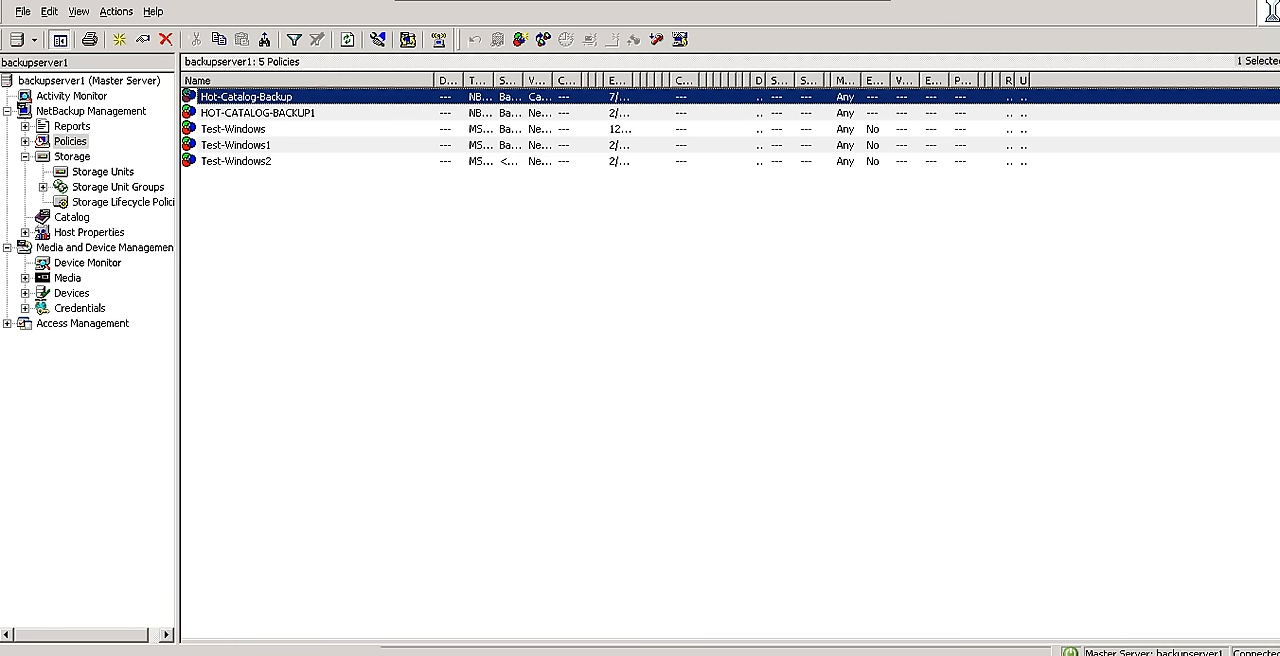 File Edit View Actions Help
backupserver1
backupserver1: 5 Policies
1 Selected
backupserver1 (Master Server)
Activity Monitor
NetBackup Management
Reports
Policies
Storage
Storage Units
Storage Unit Groups
Storage Lifecycle Polici
Catalog
Host Properties
Media and Device Managemen
Device Monitor
Media
Devices
Credentials
Access Management
Name D... T... S... V... C... E... C... D S... S... M... E... V... E... P... R U
Hot-Catalog-Backup --- NB... Ba... Ca... --- 7/... --- .. --- --- Any --- --- --- --- .. ..
HOT-CATALOG-BACKUP1 --- NB... Ba... Ne... --- 2/... --- .. --- --- Any --- --- --- --- .. ..
Test-Windows --- MS... Ba... Ne... --- 12... --- .. --- --- Any No --- --- --- .. ..
Test-Windows1 --- MS... Ba... Ne... --- 2/... --- .. --- --- Any No --- --- --- .. ..
Test-Windows2 --- MS... <... Ne... --- 2/... --- .. --- --- Any No --- --- --- .. ..
Master Server: backupserver1 Connected